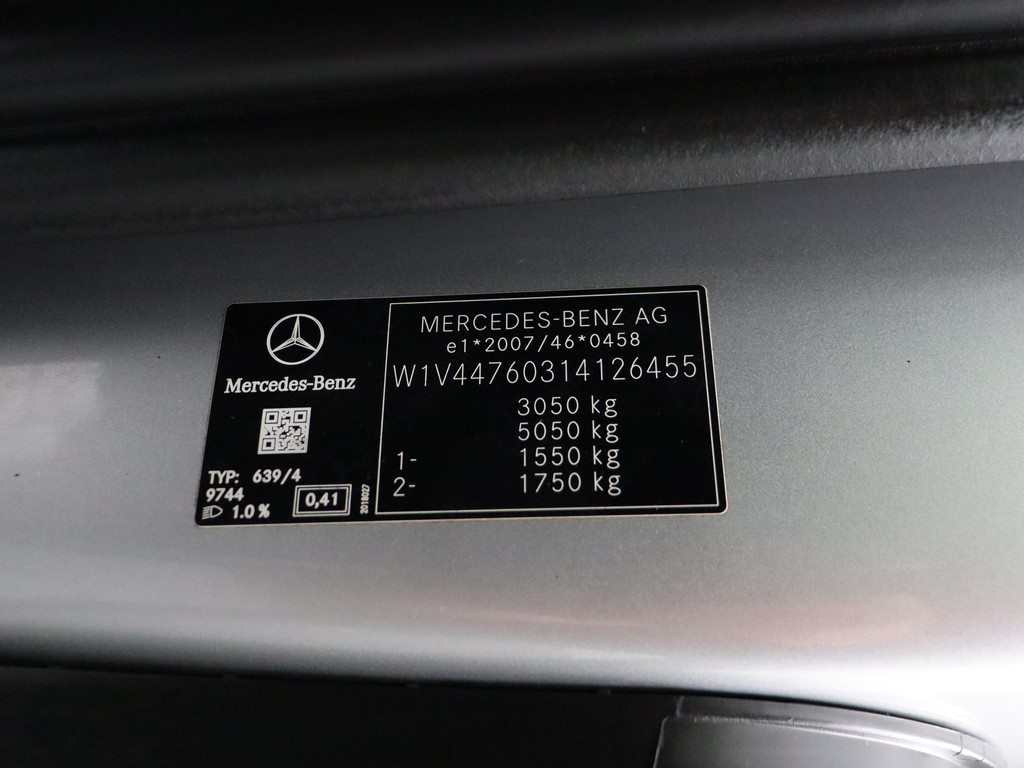 Mercedes-Benz
TYP: 639/4
9744
1.0 %
0,41
2018027
MERCEDES-BENZ AG
e1*2007/46*0458
W1V44760314126455
3050 kg
5050 kg
1- 1550 kg
2- 1750 kg